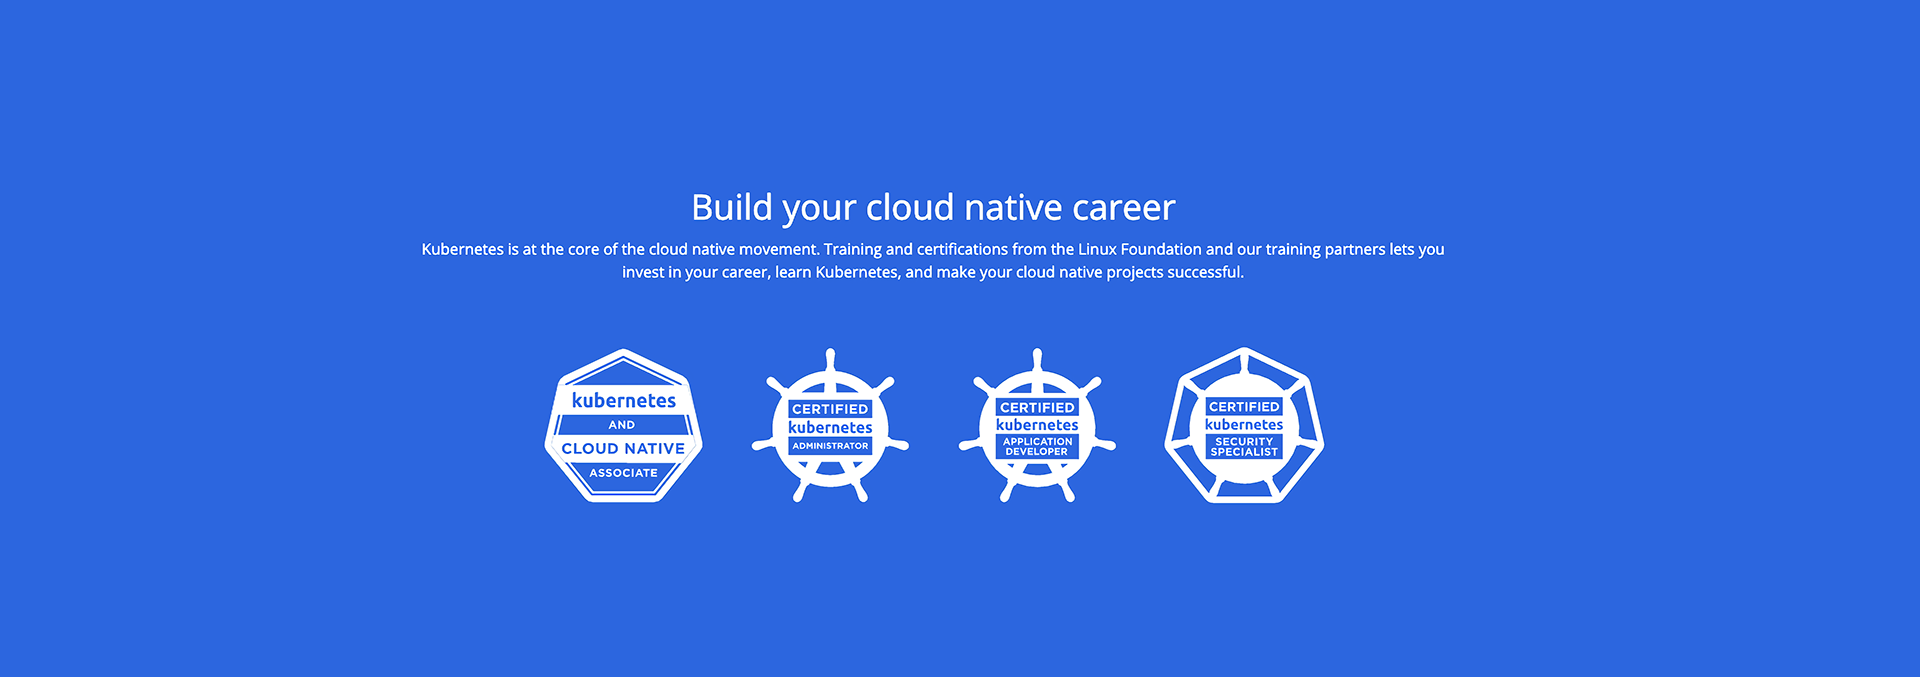 Build your cloud native career
Kubernetes is at the core of the cloud native movement. Training and certifications from the Linux Foundation and our training partners lets you
invest in your career, learn Kubernetes, and make your cloud native projects successful.
kubernetes
AND
CLOUD NATIVE
ASSOCIATE
CERTIFIED
kubernetes
ADMINISTRATOR
CERTIFIED
kubernetes
APPLICATION
DEVELOPER
CERTIFIED
kubernetes
SECURITY
SPECIALIST